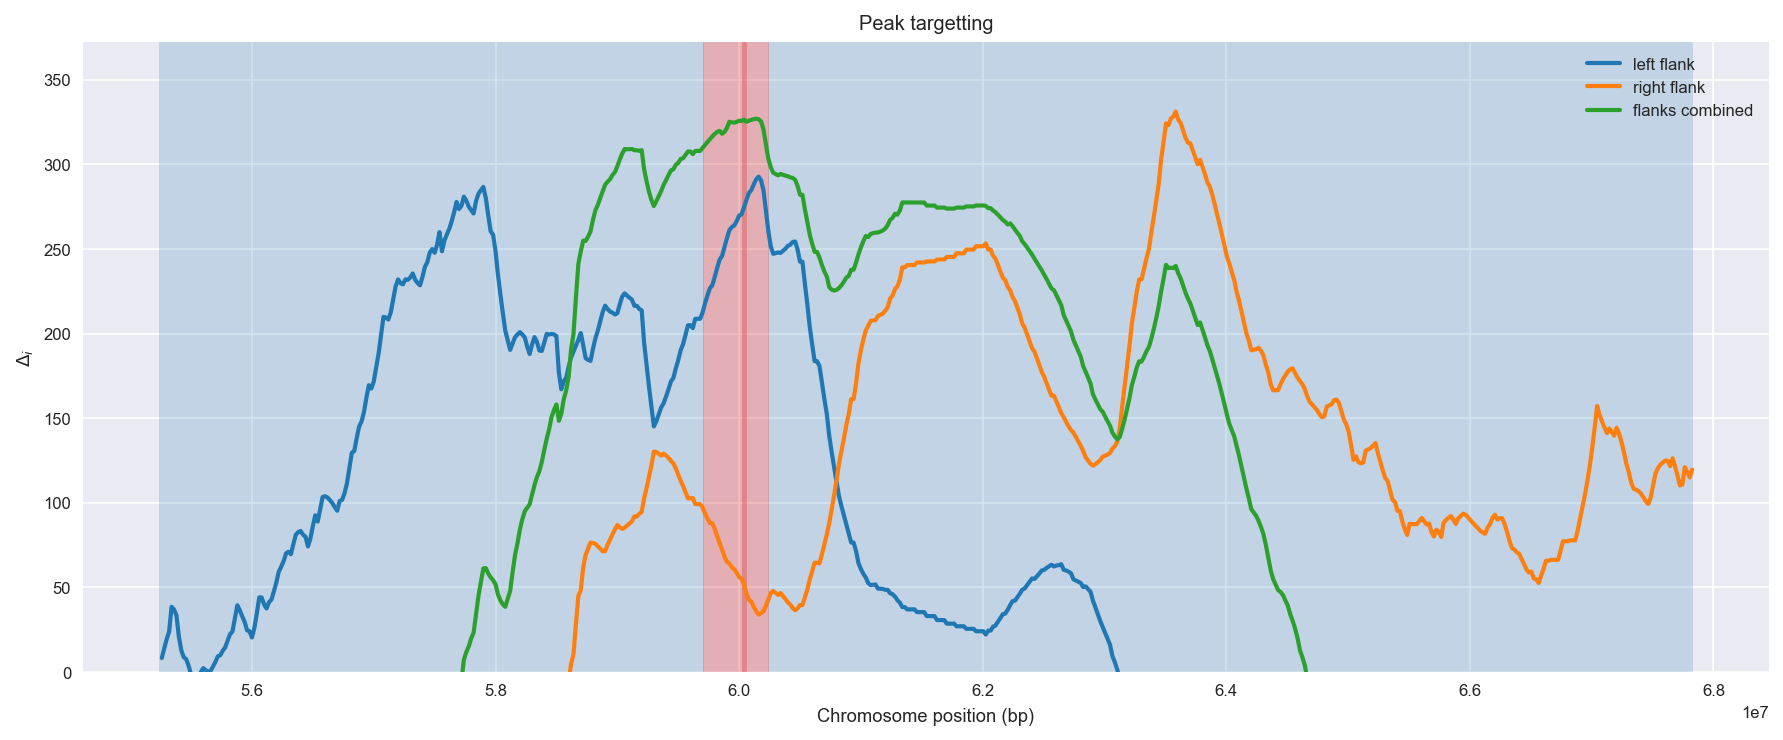 Peak targetting
350
300
250
200
150
100
50
0
Δi
left flank
right flank
flanks combined
5.6 5.8 6.0 6.2 6.4 6.6 6.8
1e7
Chromosome position (bp)